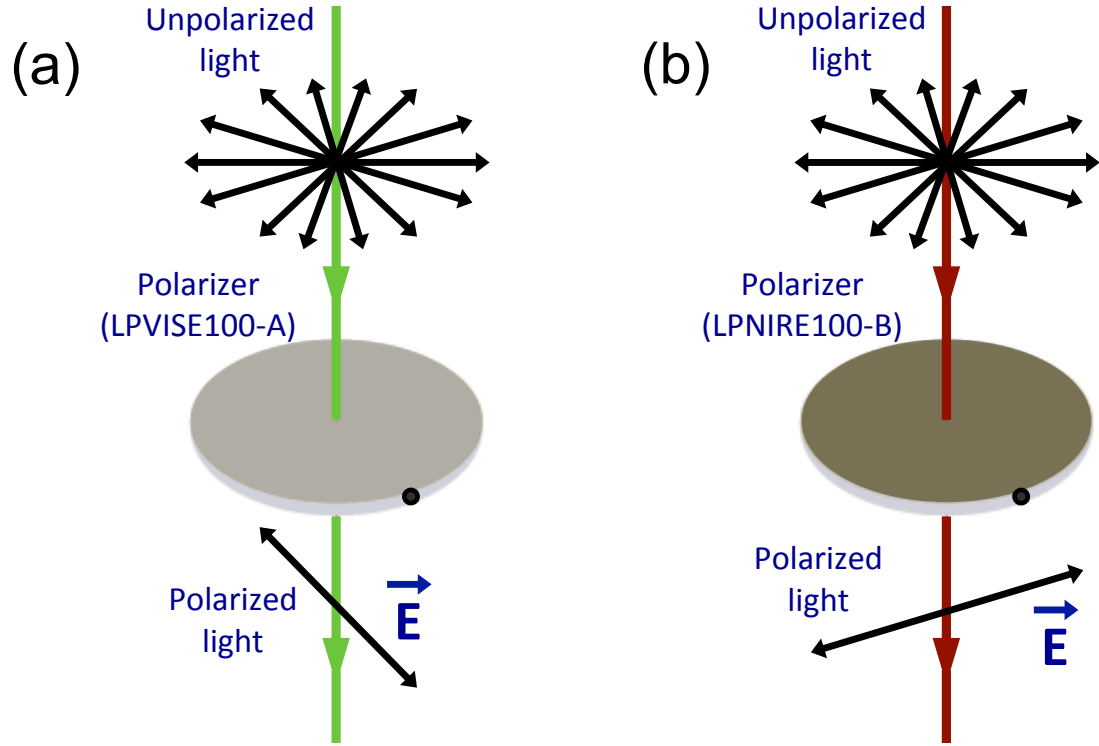 (a)
Unpolarized
light
Polarizer
(LPVISE100-A)
Polarized
light
E
(b)
Unpolarized
light
Polarizer
(LPNIRE100-B)
Polarized
light
E